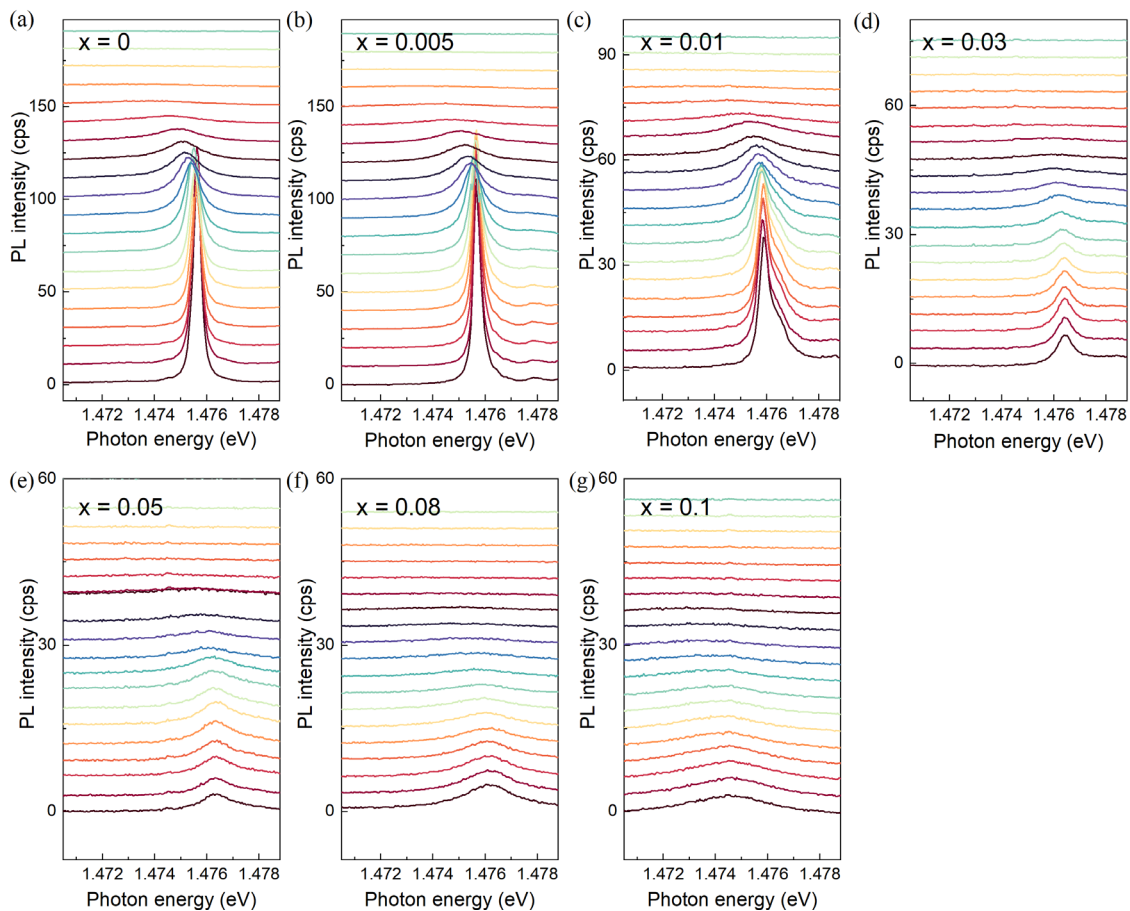 (a)
x = 0
150
100
50
0
PL intensity (cps)
1.472 1.474 1.476 1.478
Photon energy (eV)
(b)
x = 0.005
150
100
50
0
PL intensity (cps)
1.472 1.474 1.476 1.478
Photon energy (eV)
(c)
x = 0.01
90
60
30
0
PL intensity (cps)
1.472 1.474 1.476 1.478
Photon energy (eV)
(d)
x = 0.03
60
30
0
PL intensity (cps)
1.472 1.474 1.476 1.478
Photon energy (eV)
(e)
x = 0.05
60
30
0
PL intensity (cps)
1.472 1.474 1.476 1.478
Photon energy (eV)
(f)
x = 0.08
60
30
0
PL intensity (cps)
1.472 1.474 1.476 1.478
Photon energy (eV)
(g)
x = 0.1
60
30
0
PL intensity (cps)
1.472 1.474 1.476 1.478
Photon energy (eV)